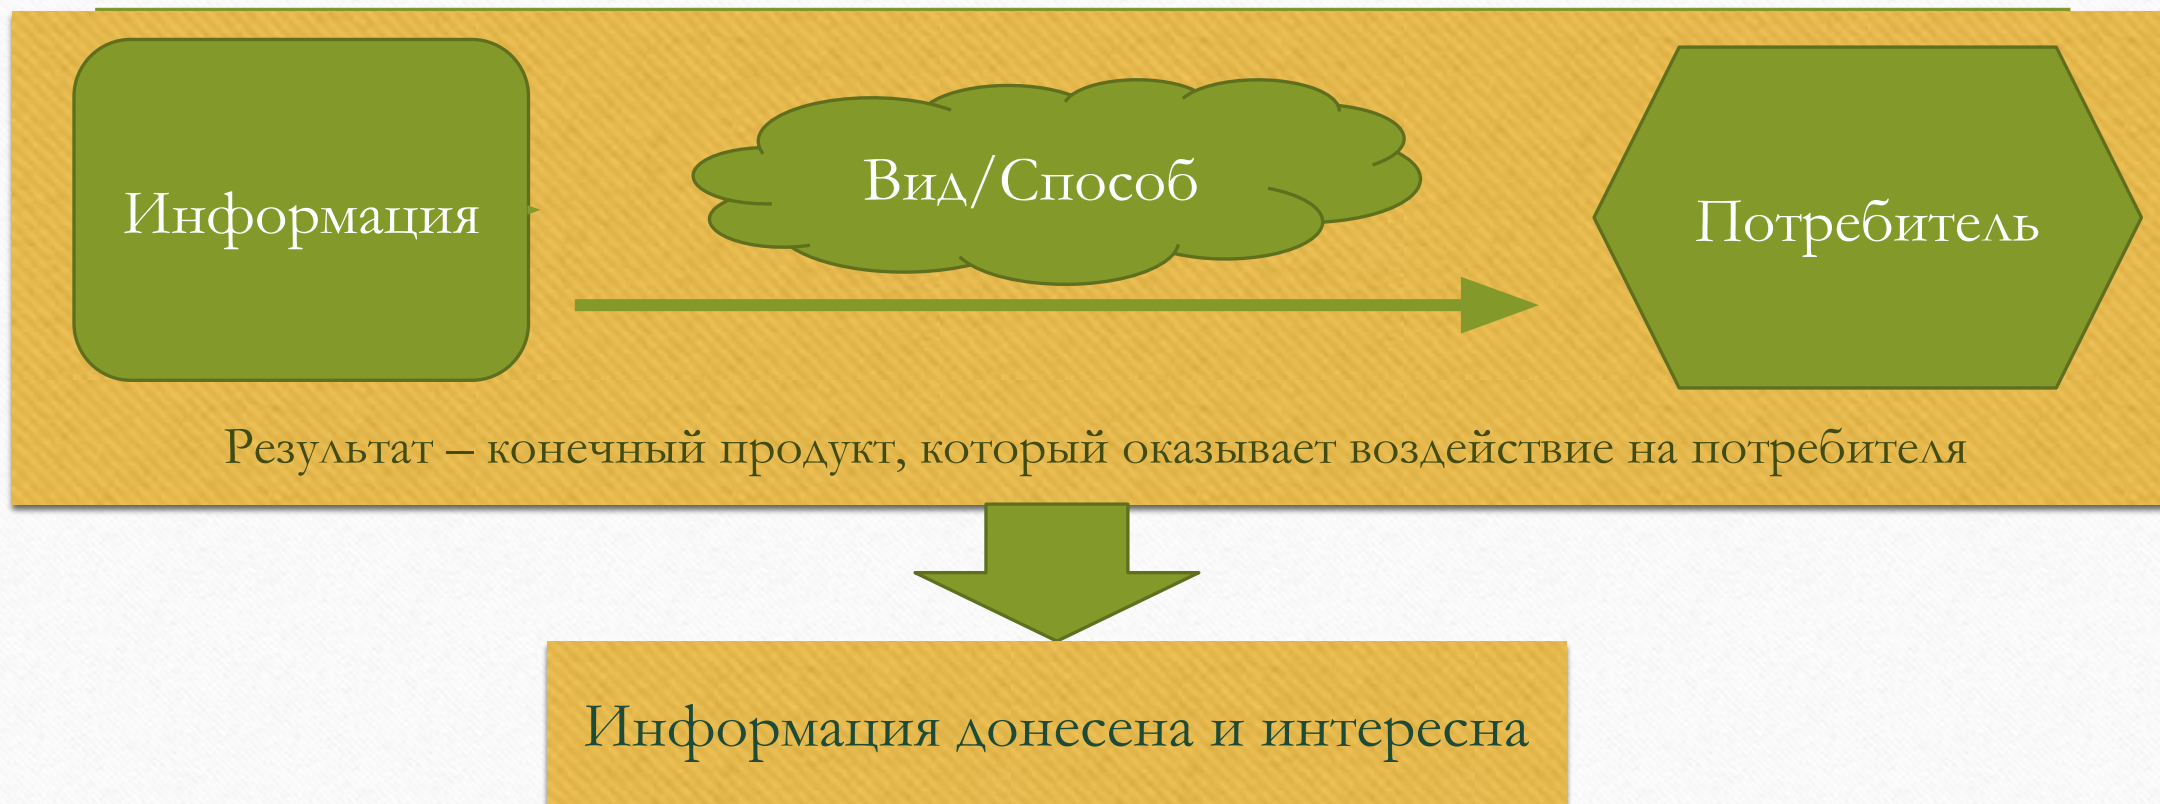 Информация
Вид/Способ
Потребитель
Результат – конечный продукт, который оказывает воздействие на потребителя
Информация донесена и интересна